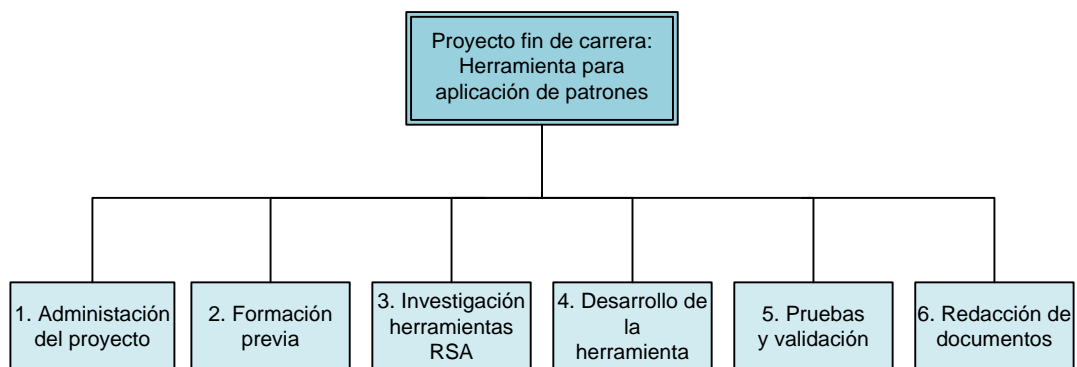 Proyecto fin de carrera:
Herramienta para
aplicación de patrones
1. Administación
del proyecto
2. Formación
previa
3. Investigación
herramientas
RSA
4. Desarrollo de
la
herramienta
5. Pruebas
y validación
6. Redacción de
documentos